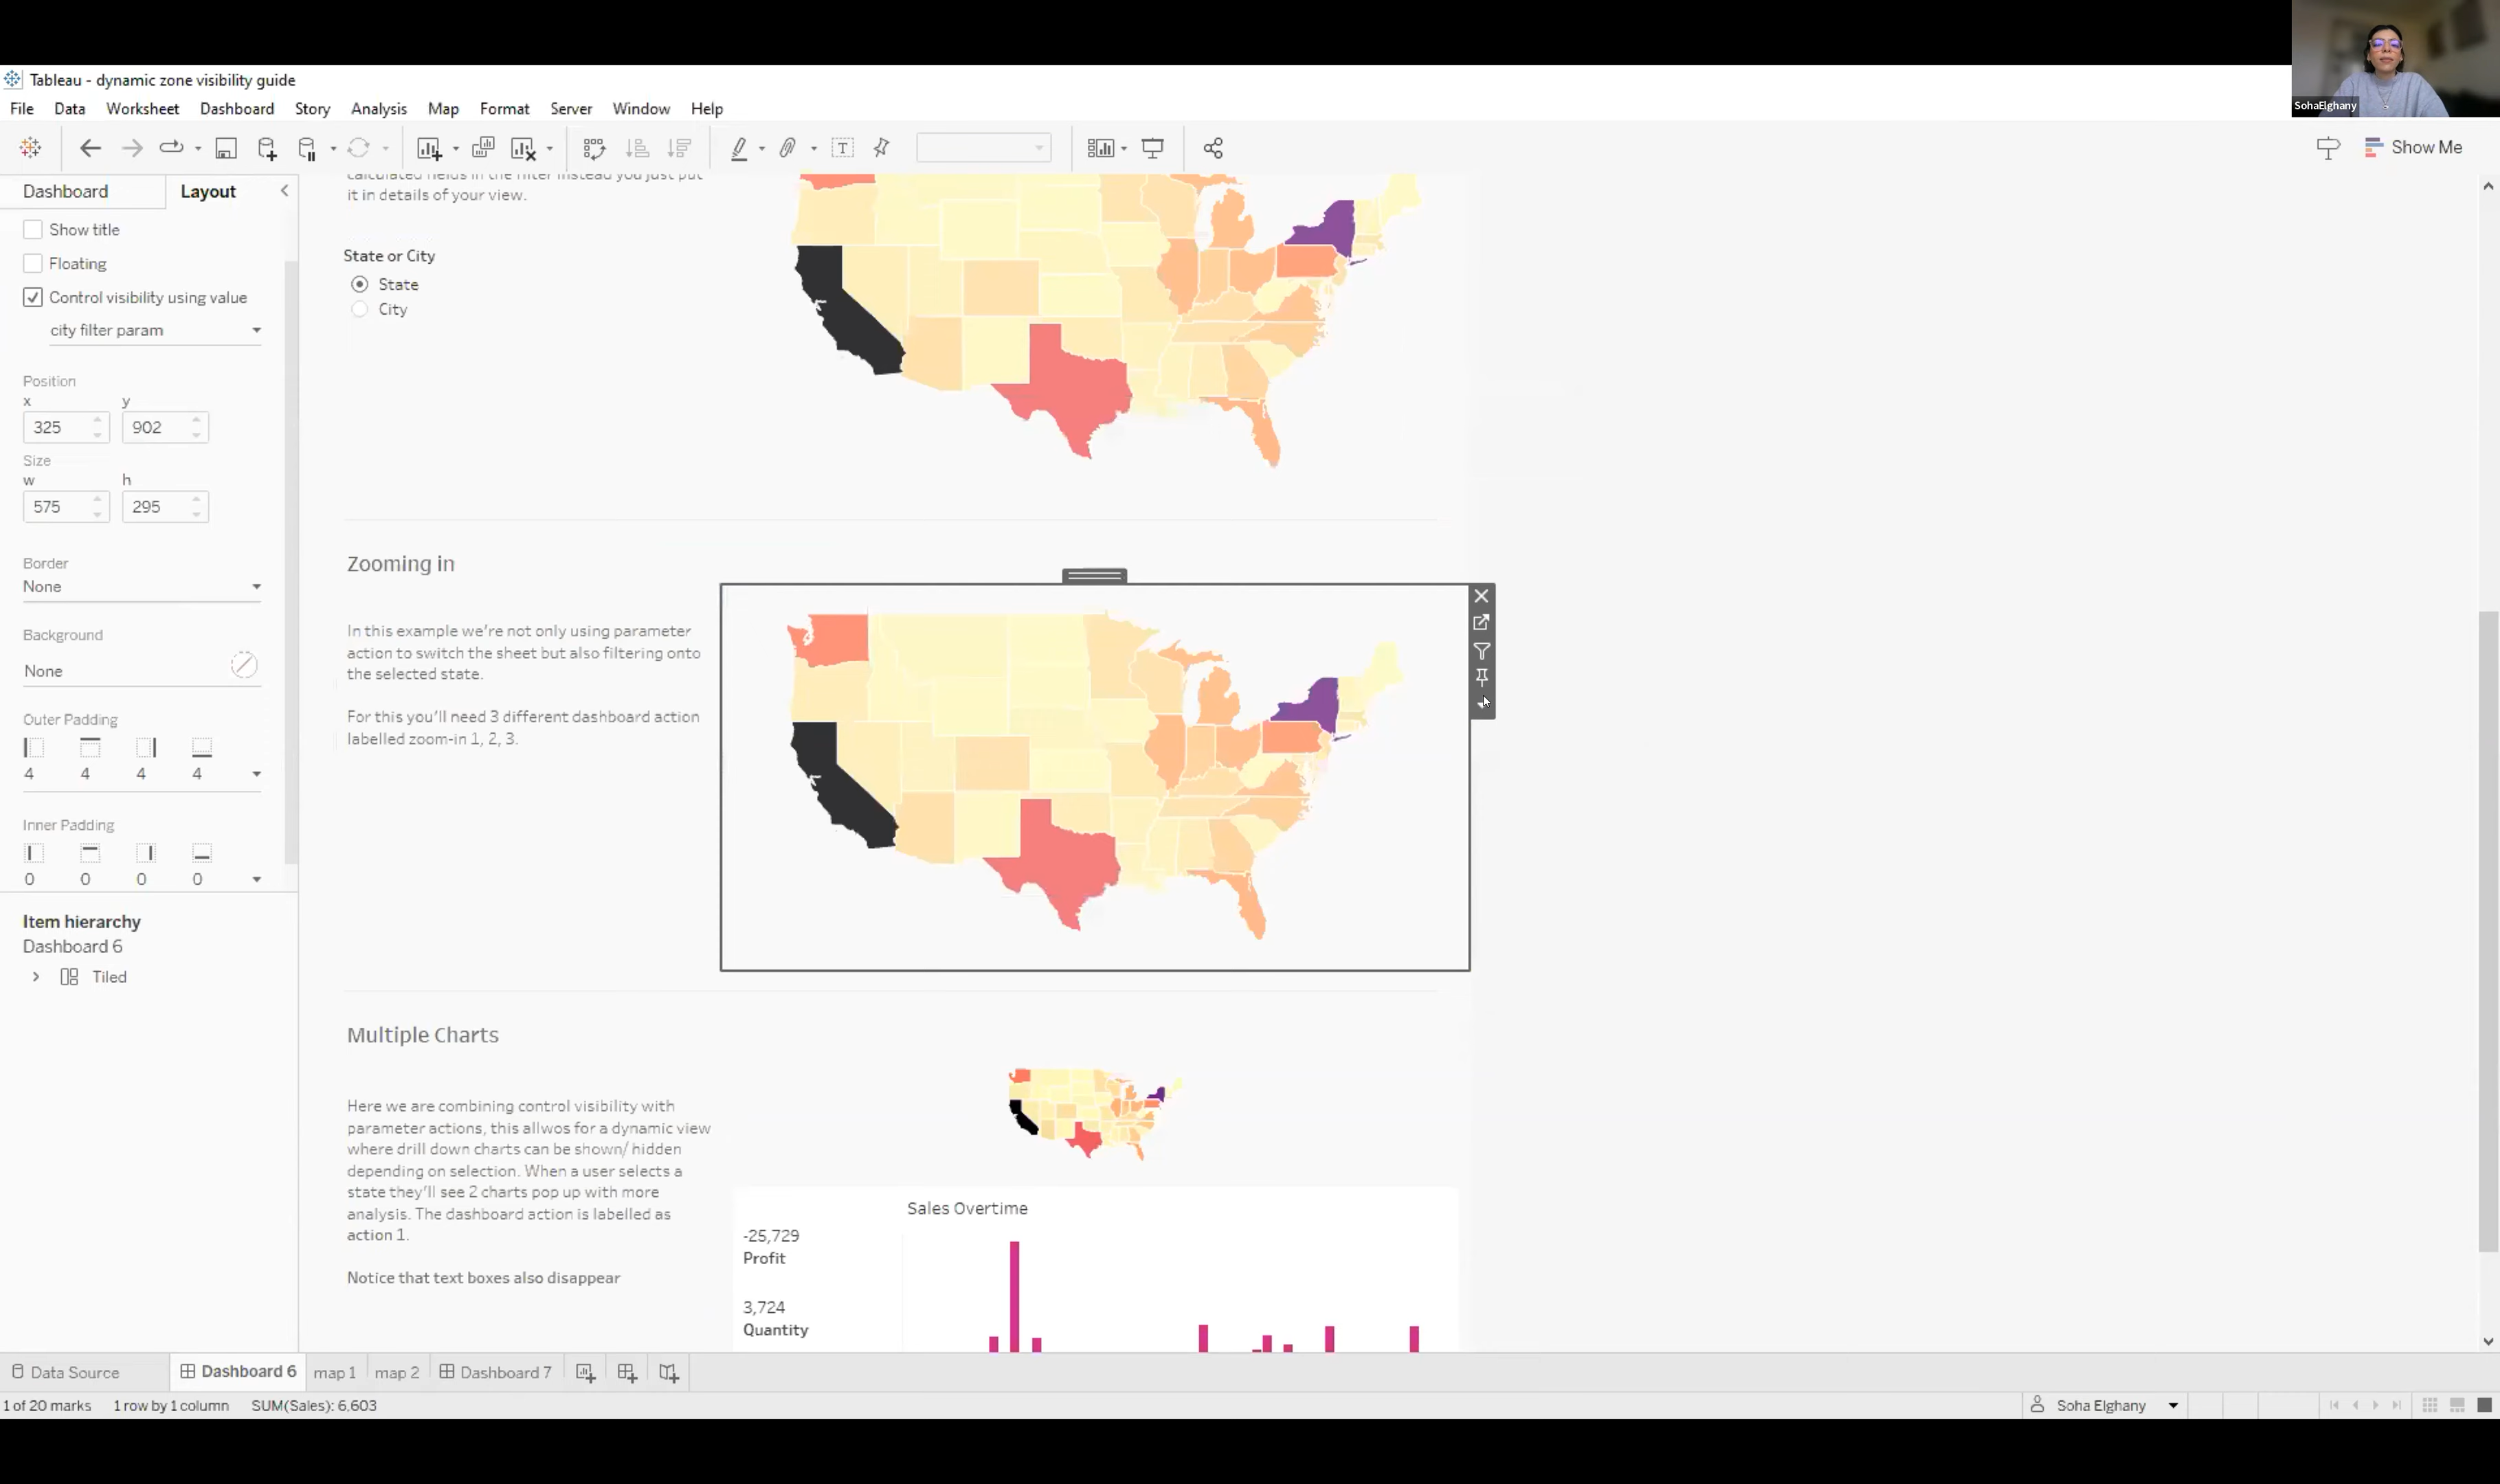 SohaElghany
Tableau - dynamic zone visibility guide
File Data Worksheet Dashboard Story Analysis Map Format Server Window Help
Show Me
Dashboard Layout
Show title
Floating
Control visibility using value
city filter param
Position
x y
325 902
Size
w h
575 295
Border
None
Background
None
Outer Padding
4 4 4 4
Inner Padding
0 0 0 0
Item hierarchy
Dashboard 6
Tiled
calculated fields in the filter instead you just put
it in details of your view.
State or City
State
City
Zooming in
In this example we're not only using parameter
action to switch the sheet but also filtering onto
the selected state.
For this you'll need 3 different dashboard action
labelled zoom-in 1, 2, 3.
Multiple Charts
Here we are combining control visibility with
parameter actions, this allwos for a dynamic view
where drill down charts can be shown/ hidden
depending on selection. When a user selects a
state they'll see 2 charts pop up with more
analysis. The dashboard action is labelled as
action 1.
Notice that text boxes also disappear
Sales Overtime
-25,729
Profit
3,724
Quantity
Data Source Dashboard 6 map 1 map 2 Dashboard 7
1 of 20 marks 1 row by 1 column SUM(Sales): 6,603
Soha Elghany